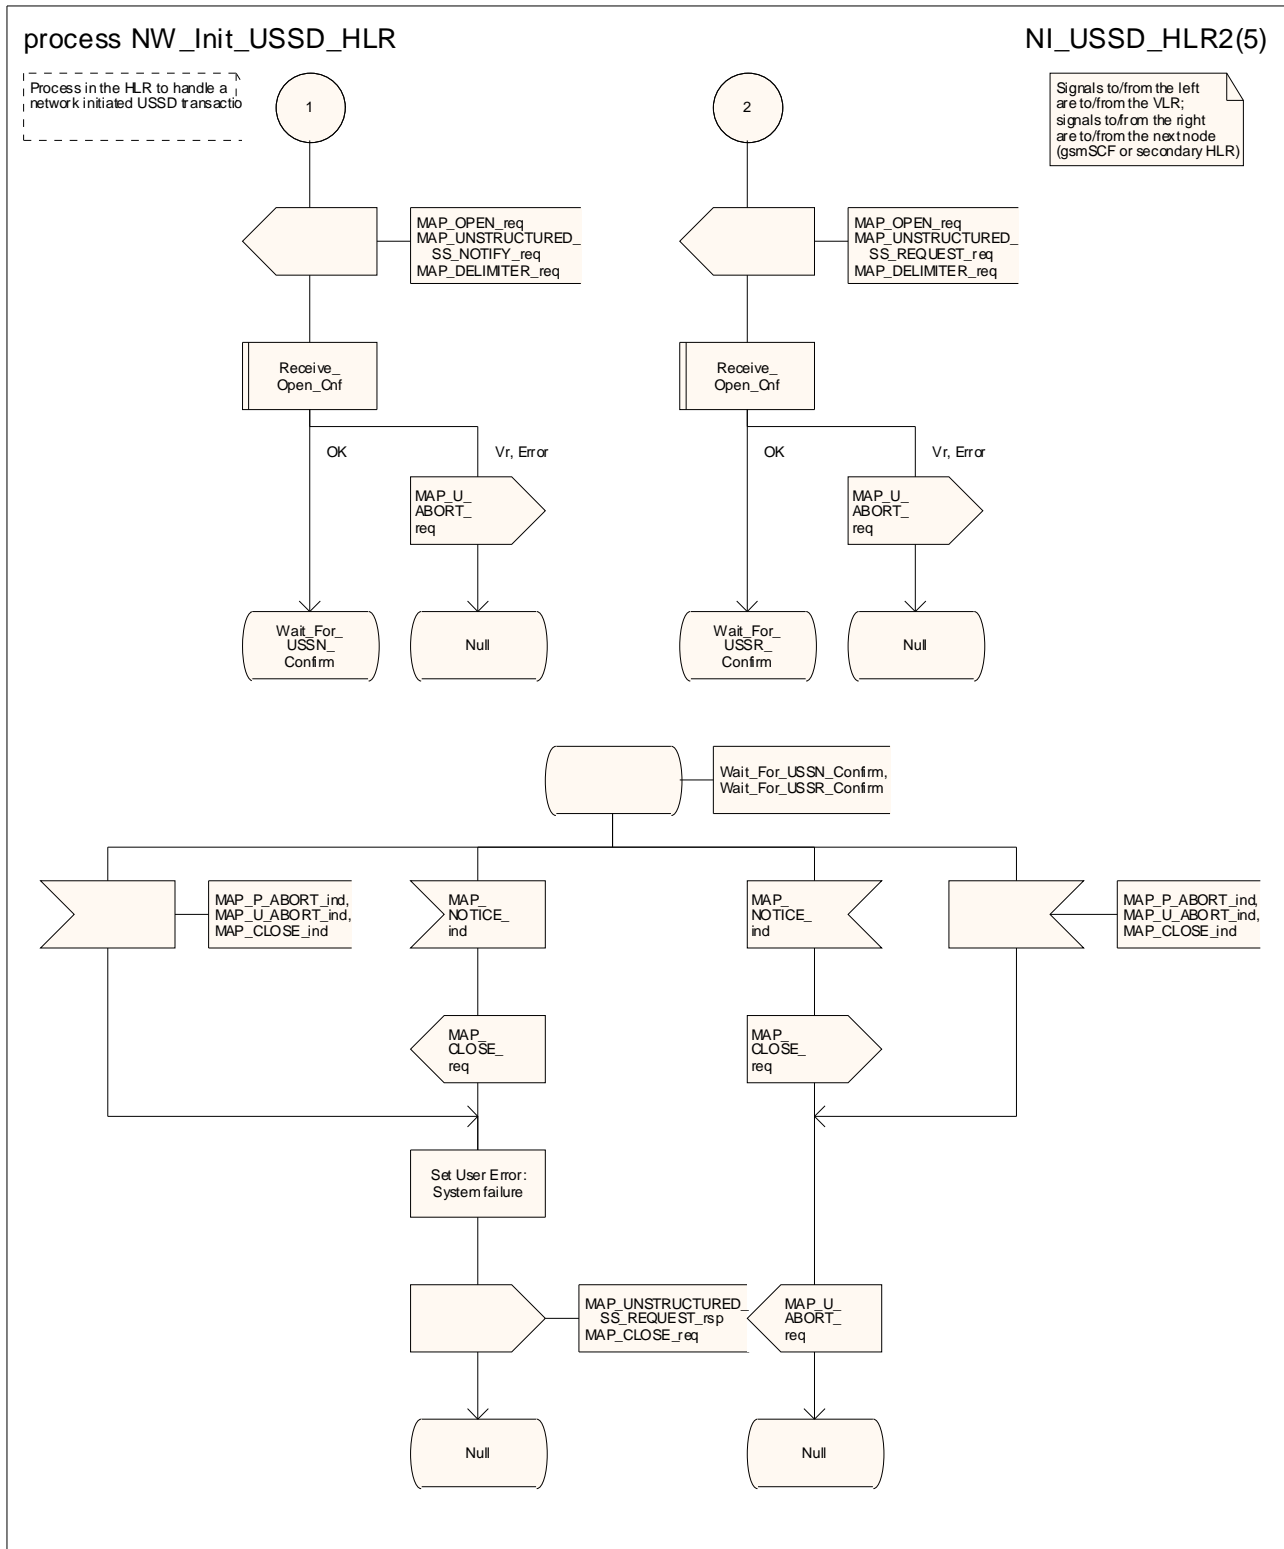 process NW_Init_USSD_HLR
NI_USSD_HLR2(5)
Process in the HLR to handle a
network initiated USSD transactio
1
2
Signals to/from the left
are to/from the VLR;
signals to/from the right
are to/from the next node
(gsmSCF or secondary HLR)
MAP_OPEN_req
MAP_UNSTRUCTURED_
SS_NOTIFY_req
MAP_DELIMITER_req
MAP_OPEN_req
MAP_UNSTRUCTURED_
SS_REQUEST_req
MAP_DELIMITER_req
Receive_
Open_Cnf
Receive_
Open_Cnf
OK
Vr, Error
OK
Vr, Error
MAP_U_
ABORT_
req
MAP_U_
ABORT_
req
Wait_For_
USSN_
Confirm
Null
Wait_For_
USSR_
Confirm
Null
Wait_For_USSN_Confirm,
Wait_For_USSR_Confirm
MAP_P_ABORT_ind,
MAP_U_ABORT_ind,
MAP_CLOSE_ind
MAP_
NOTICE_
ind
MAP_
NOTICE_
ind
MAP_P_ABORT_ind,
MAP_U_ABORT_ind,
MAP_CLOSE_ind
MAP_
CLOSE_
req
MAP_
CLOSE_
req
Set User Error:
System failure
MAP_UNSTRUCTURED_
SS_REQUEST_rsp
MAP_CLOSE_req
MAP_U_
ABORT_
req
Null
Null